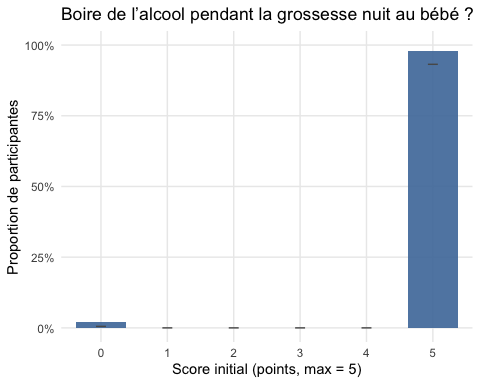 Boire de l’alcool pendant la grossesse nuit au bébé ?
100%
75%
50%
25%
0%
Proportion de participantes
0 1 2 3 4 5
Score initial (points, max = 5)